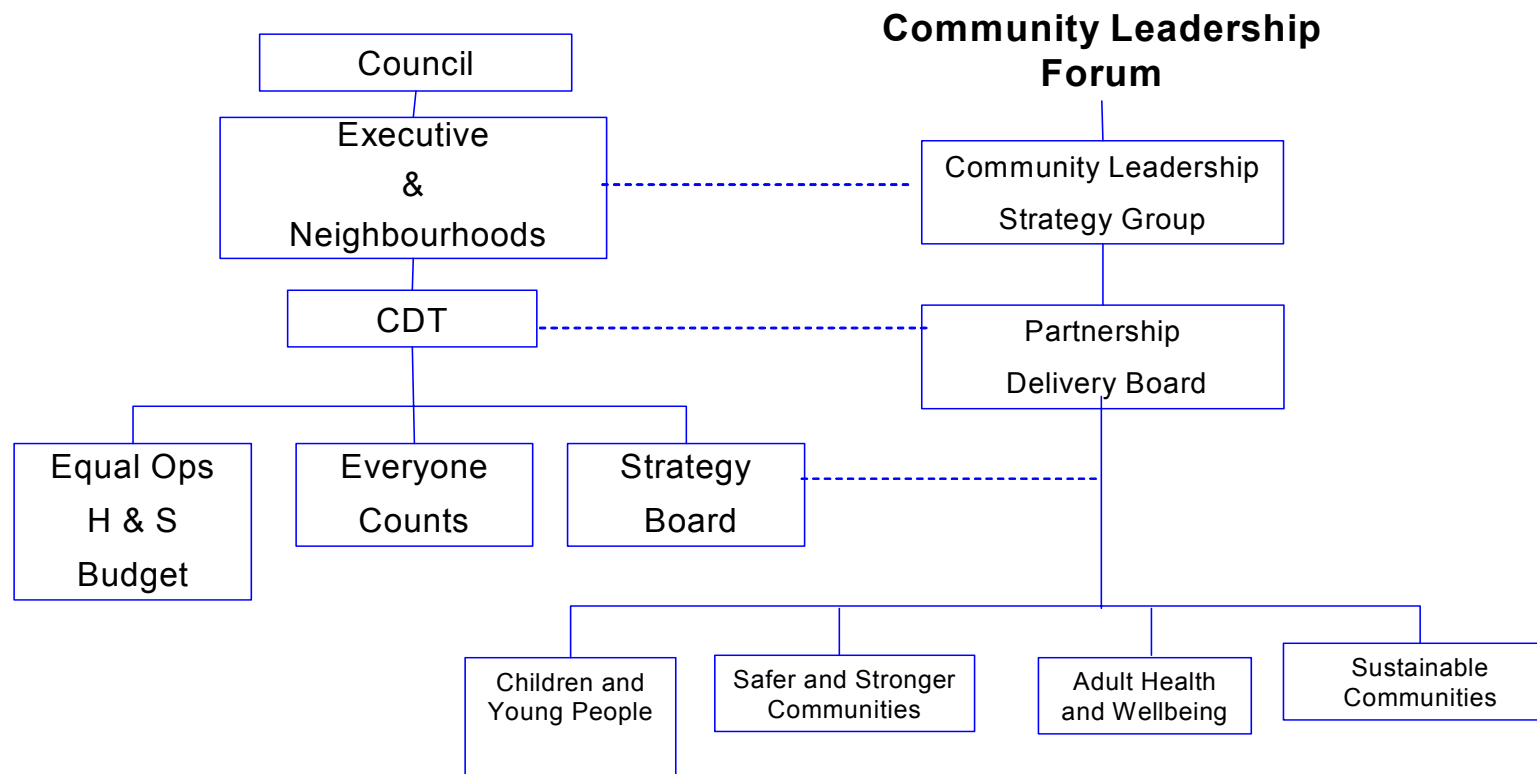 Community Leadership
Forum
Council
Executive
&
Neighbourhoods
Community Leadership
Strategy Group
CDT
Partnership
Delivery Board
Equal Ops
H & S
Budget
Everyone
Counts
Strategy
Board
Children and
Young People
Safer and Stronger
Communities
Adult Health
and Wellbeing
Sustainable
Communities